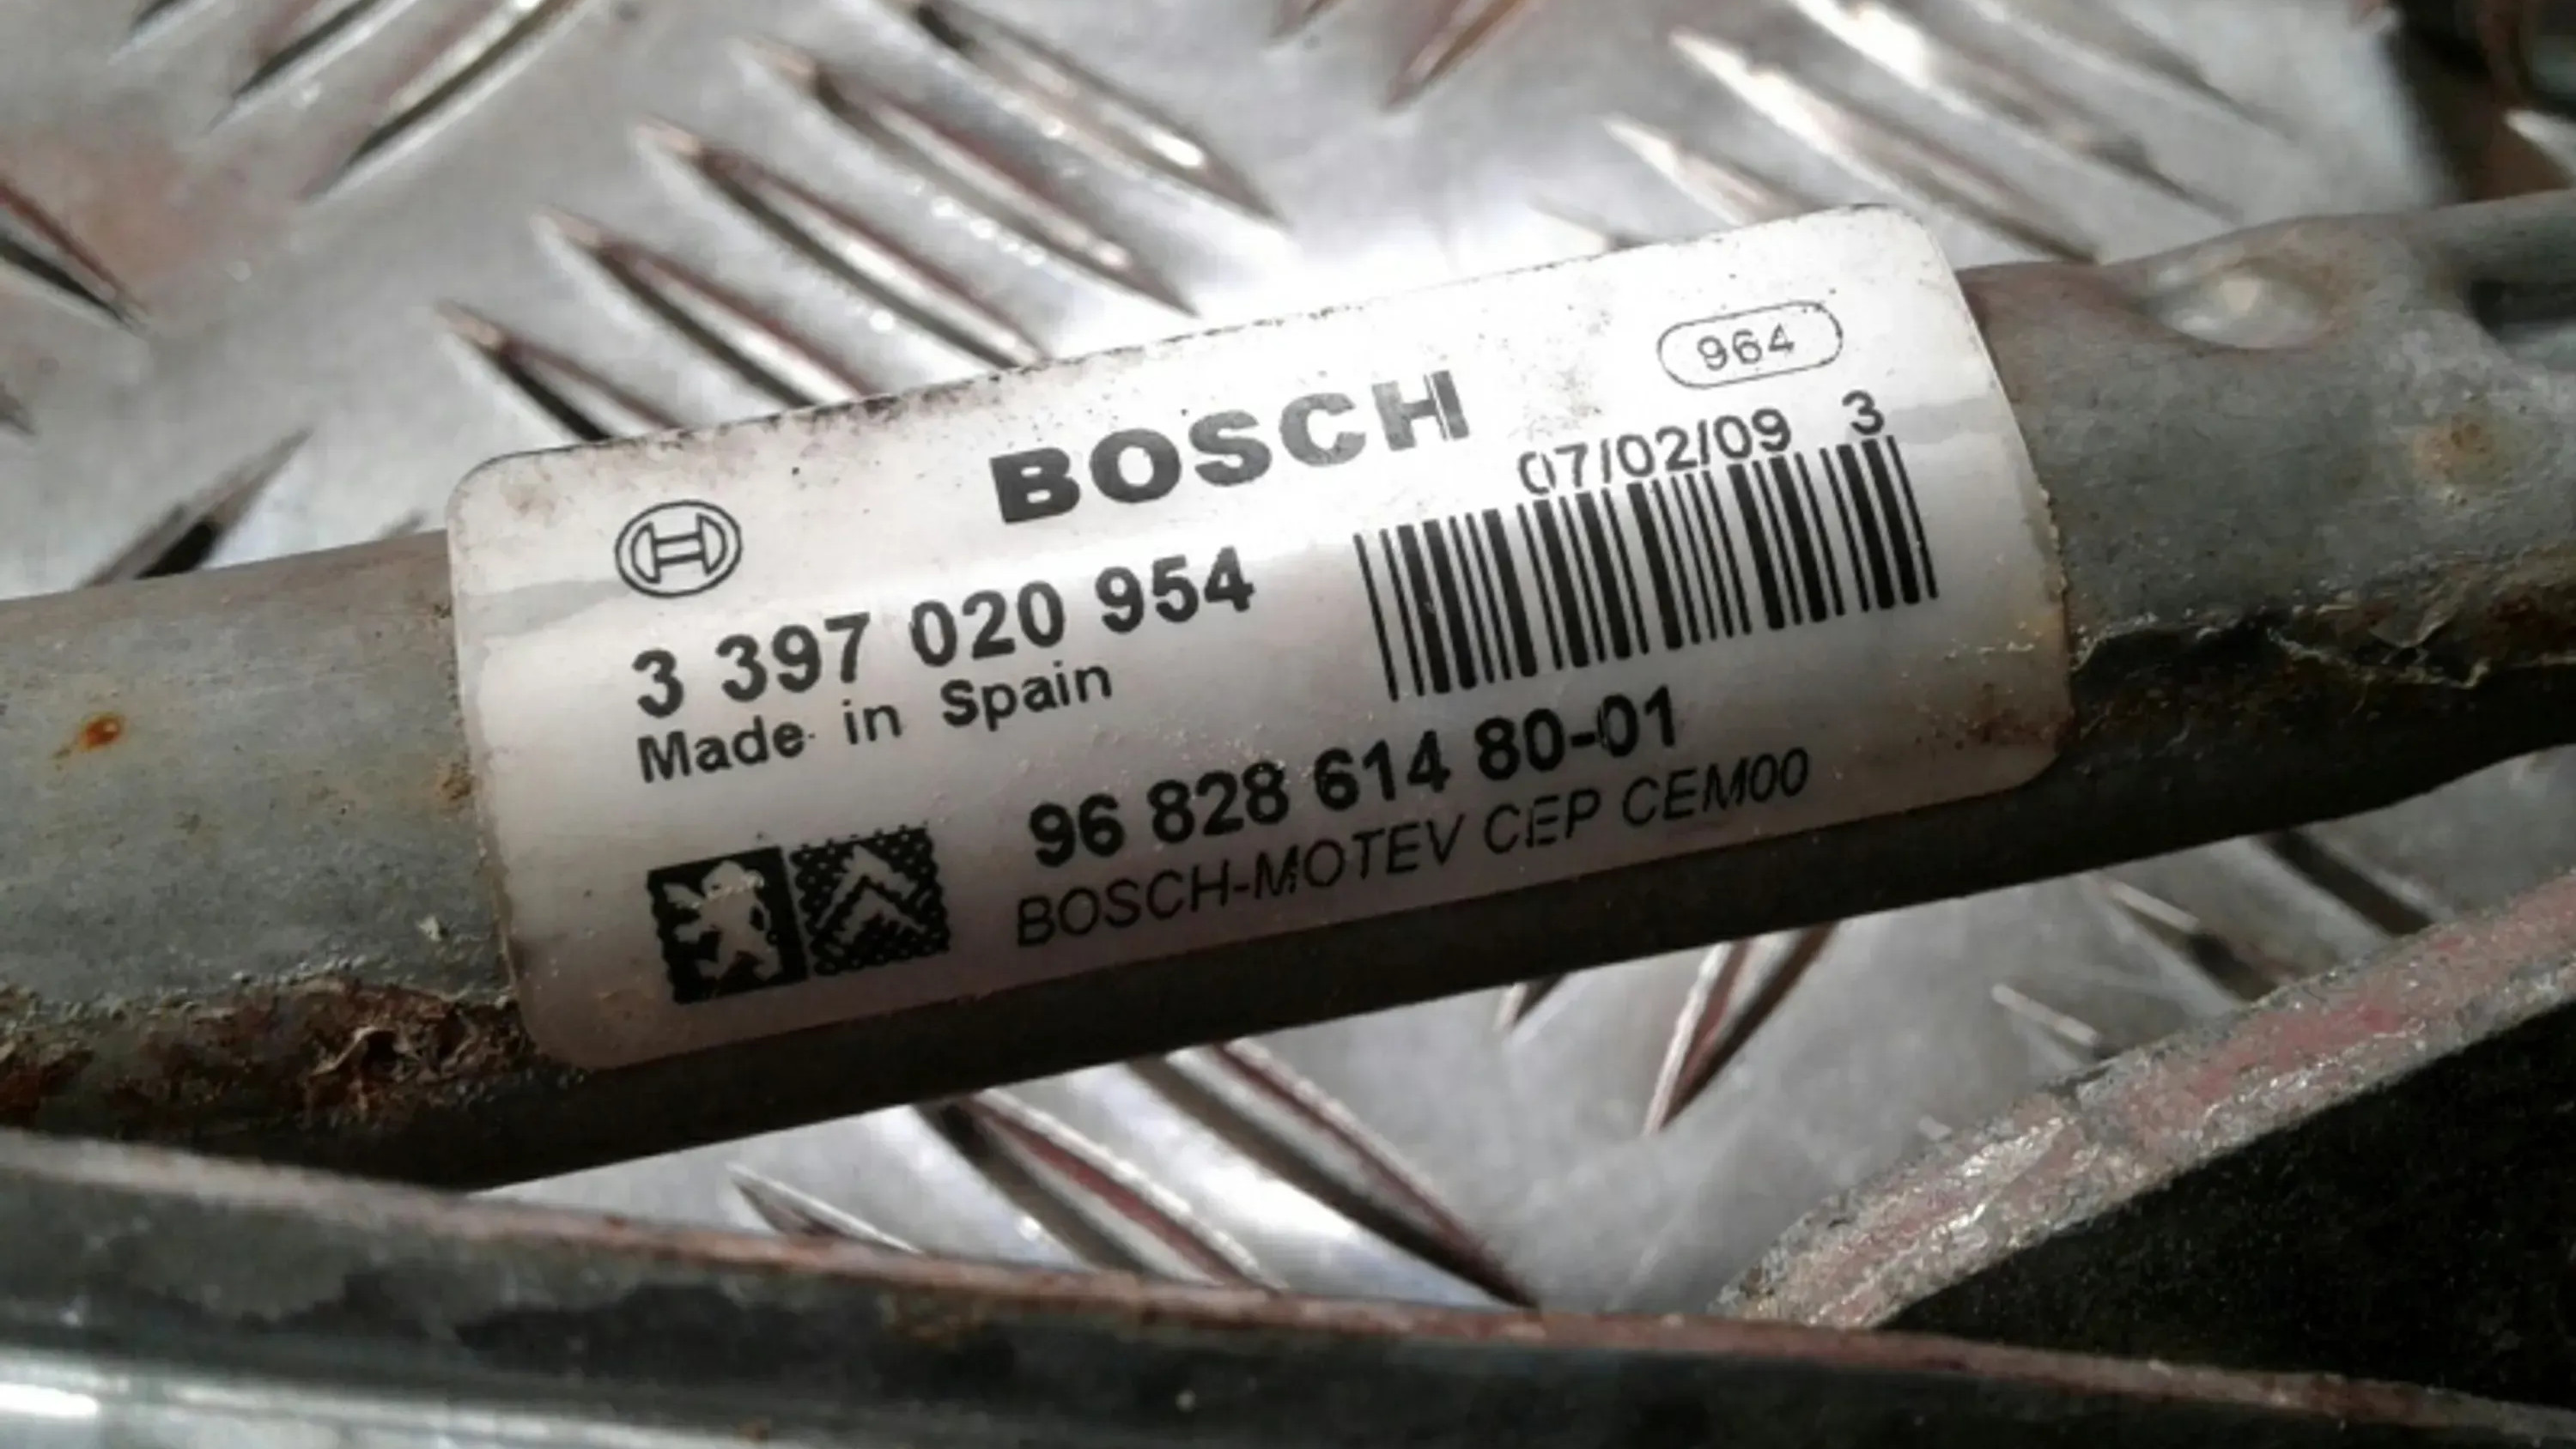 964
BOSCH
07/02/09 3
3 397 020 954
Made in Spain
96 828 614 80-01
BOSCH-MOTEV CEP CEM00